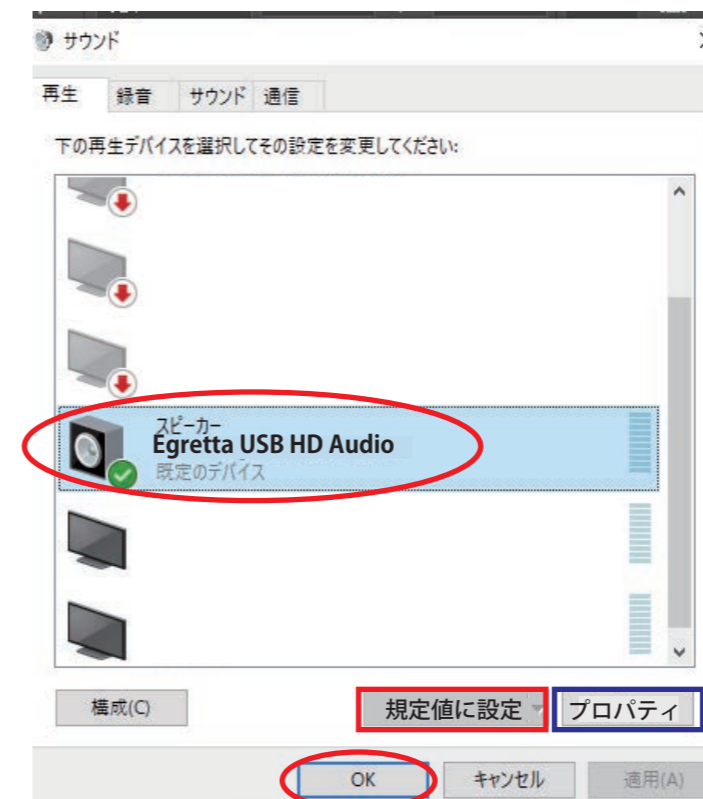 サウンド
再生 録音 サウンド 通信
下の再生デバイスを選択してその設定を変更してください:
スピーカー
Egretta USB HD Audio
既定のデバイス
構成(C) 規定値に設定 プロパティ
OK キャンセル 適用(A)